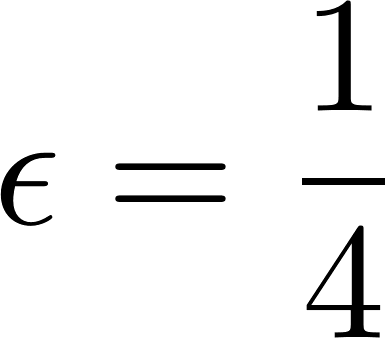 ϵ = 1/4